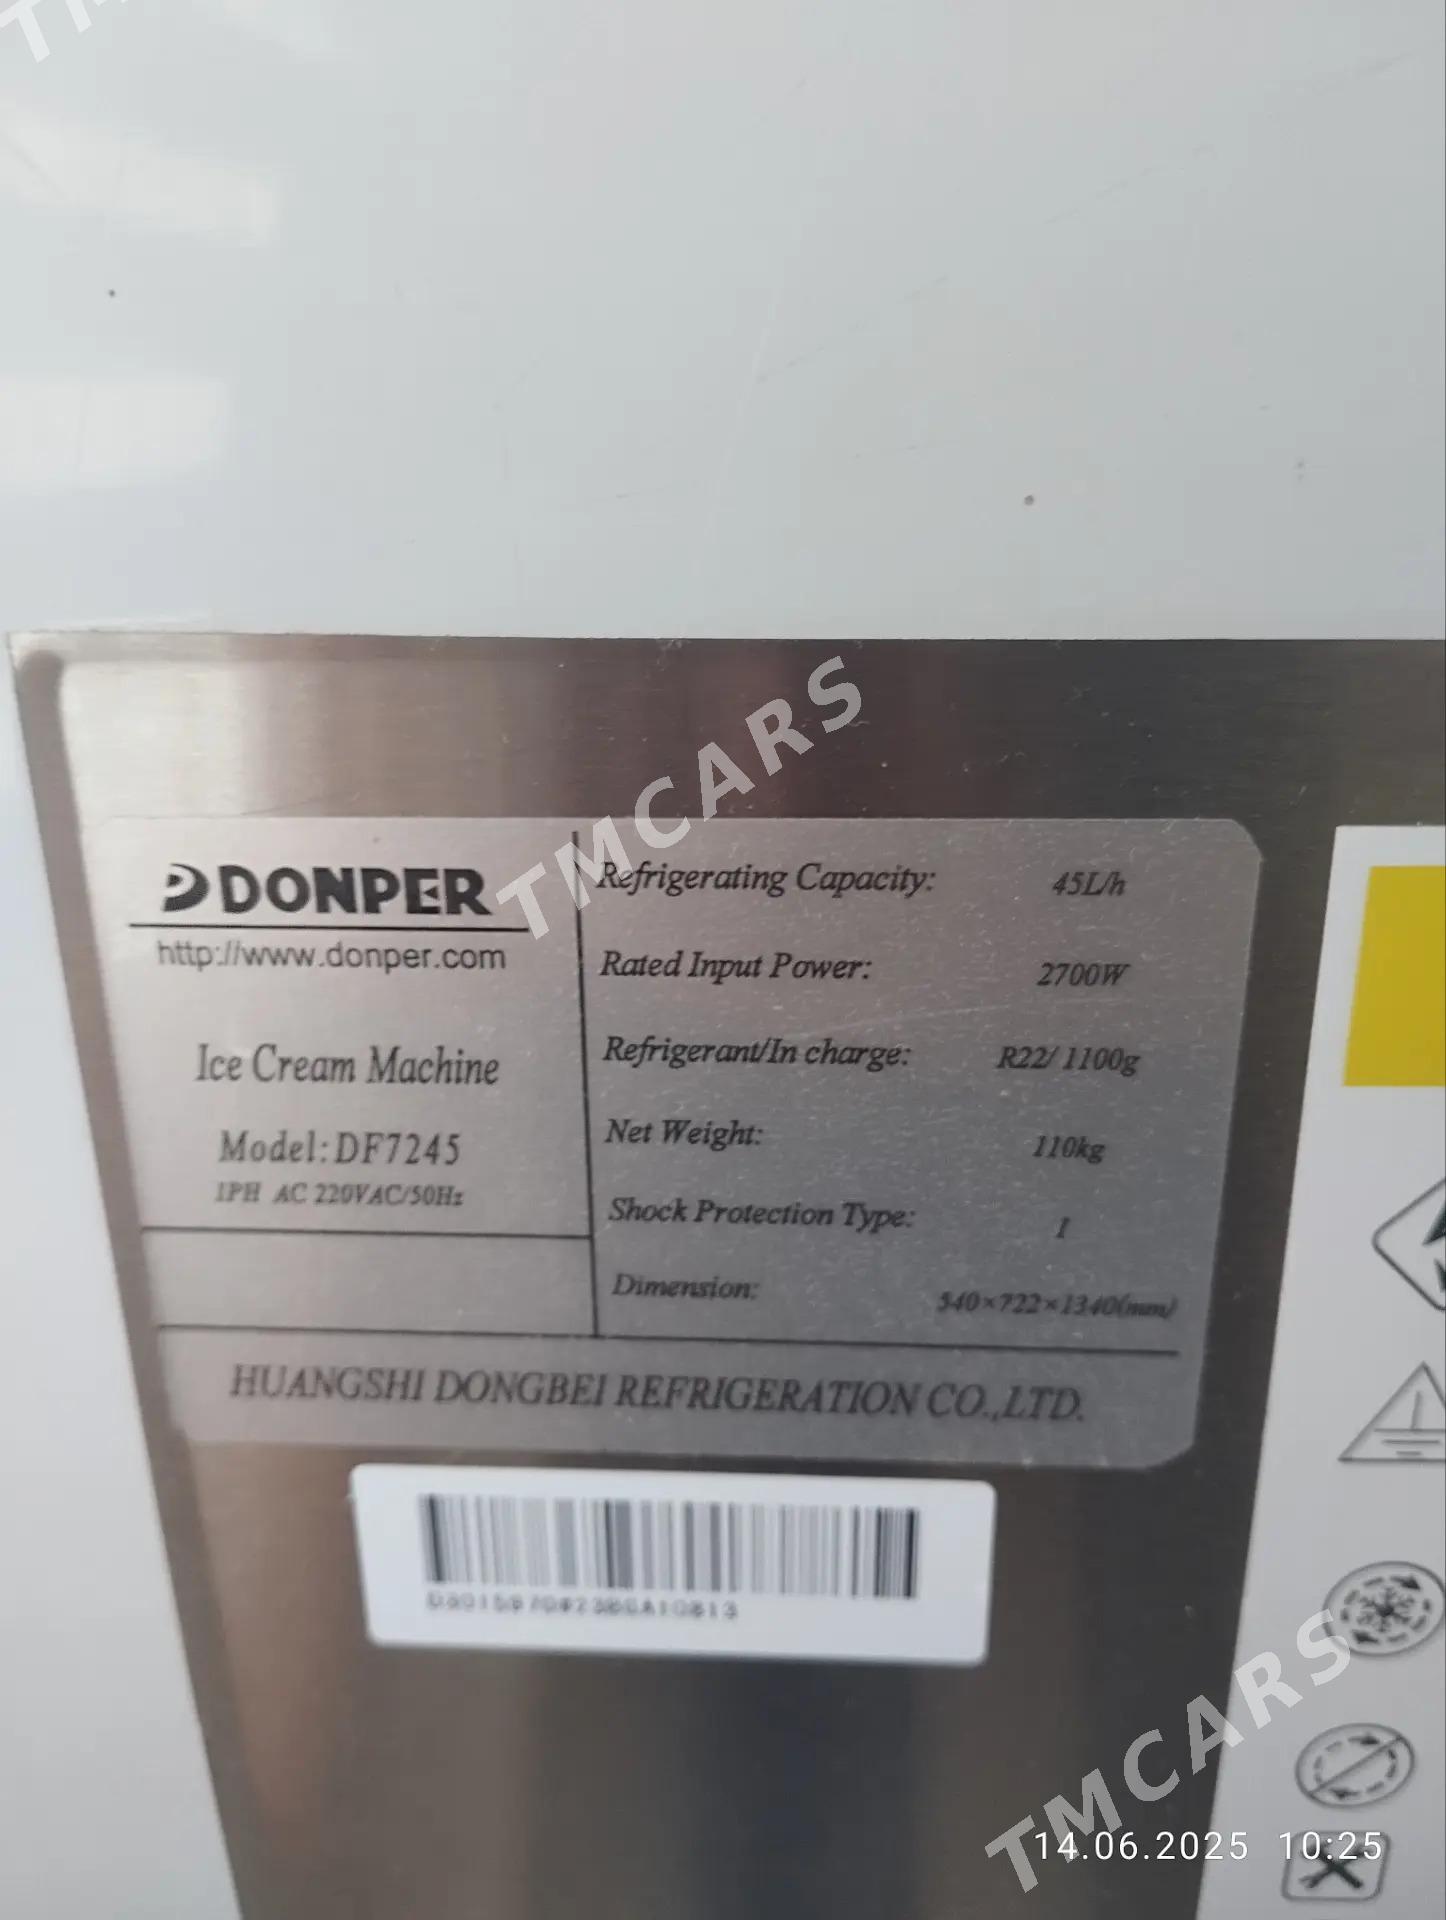 DONPER
http://www.donper.com
Ice Cream Machine
Model: DF7245
1PH AC 220VAC/50Hz
Refrigerating Capacity: 45L/h
Rated Input Power: 2700W
Refrigerant/In charge: R22/ 1100g
Net Weight: 110kg
Shock Protection Type: I
Dimension: 540×722×1340(mm)
HUANGSHI DONGBEI REFRIGERATION CO.,LTD.
TMCARS
TMCARS
14.06.2025 10:25